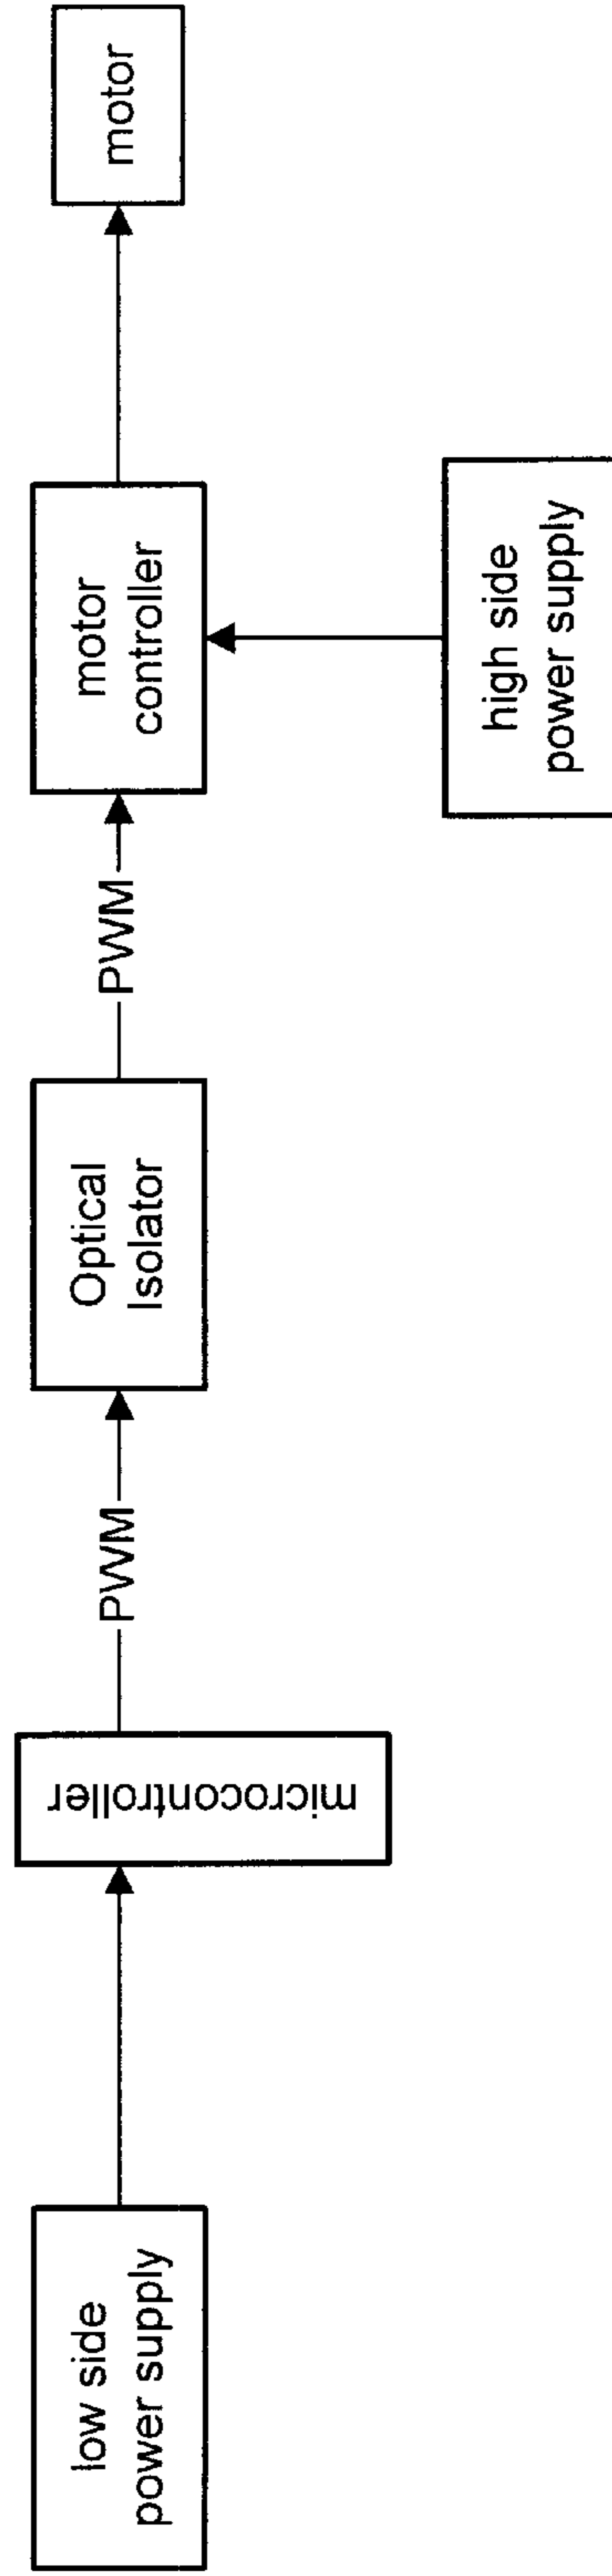 low side
power supply
microcontroller
PWM
Optical
Isolator
PWM
motor
controller
motor
high side
power supply